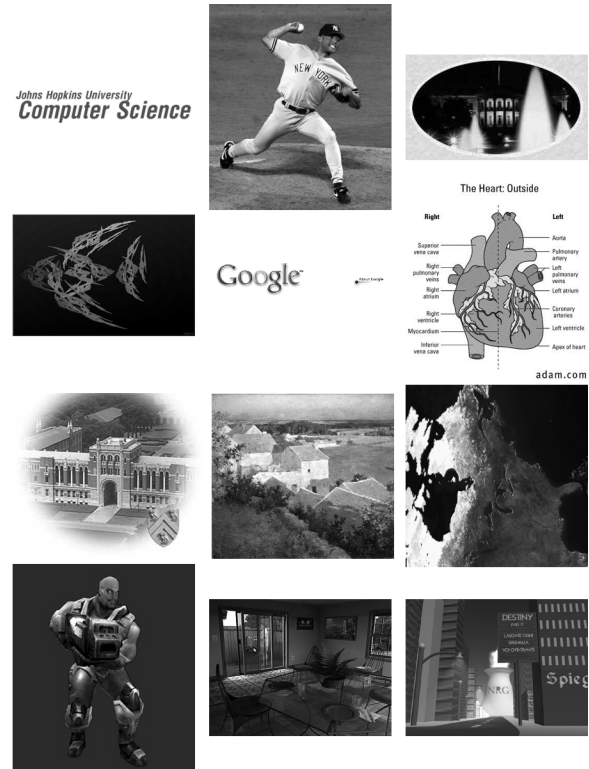 Johns Hopkins University
Computer Science
NEW YORK
The Heart: Outside
Right
Left
Superior
vena cava
Right
pulmonary
veins
Right
atrium
Right
ventricle
Myocardium
Inferior
vena cava
Aorta
Pulmonary
artery
Left
pulmonary
veins
Left atrium
Coronary
arteries
Left ventricle
Apex of heart
adam.com
Google™
About Google
DESTINY
NRG
Spieg